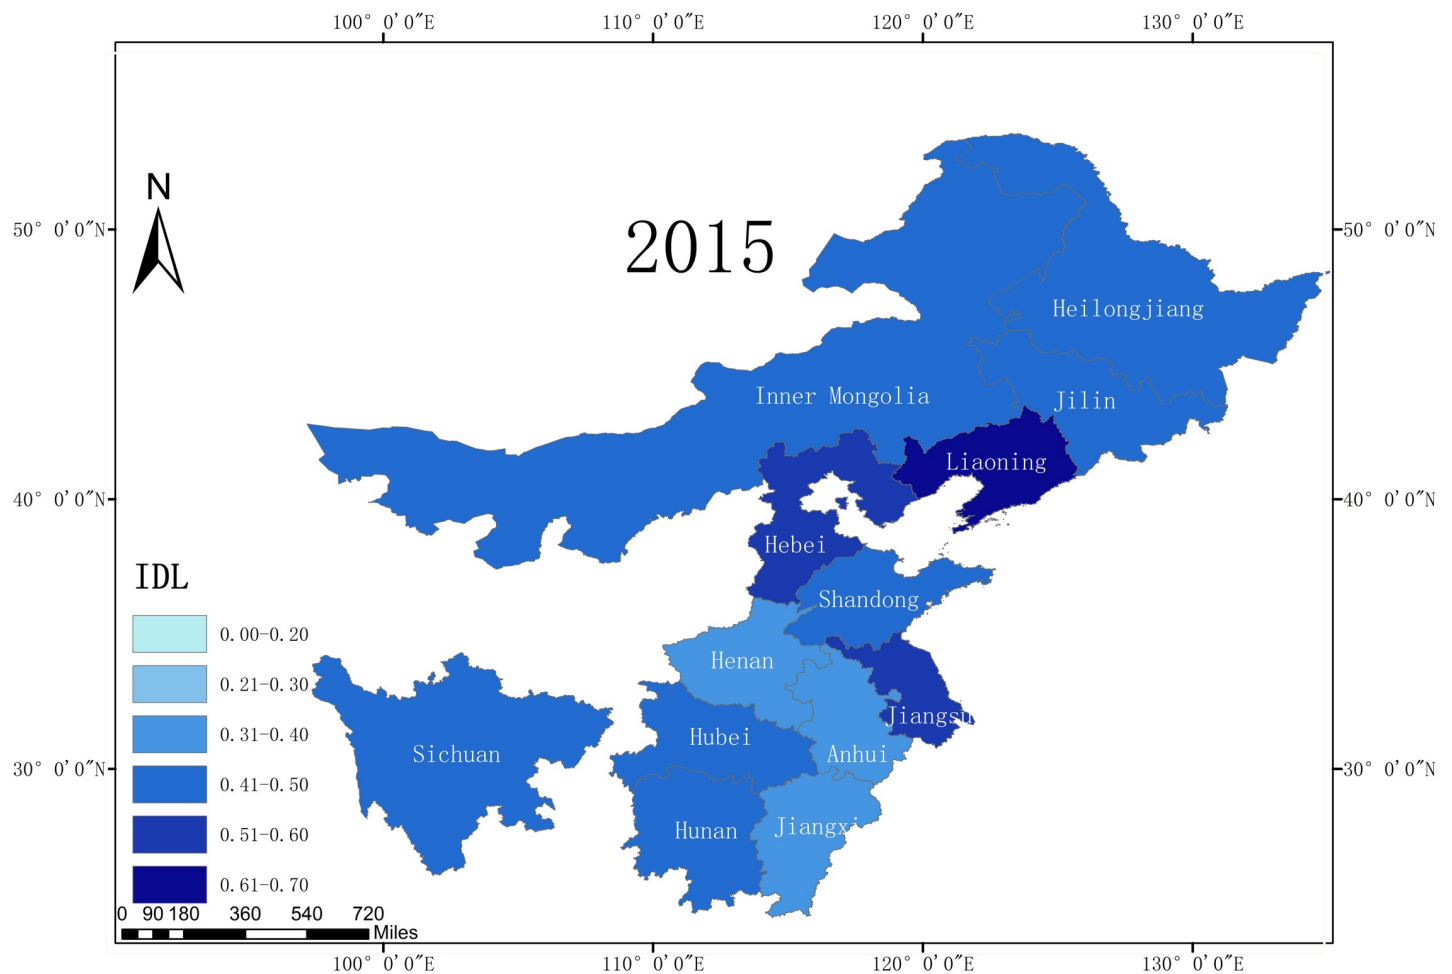 100° 0′0″E 110° 0′0″E 120° 0′0″E 130° 0′0″E
N
50° 0′0″N 2015 50° 0′0″N
Heilongjiang
Inner Mongolia
Jilin
Liaoning
40° 0′0″N 40° 0′0″N
Hebei
IDL
Shandong
0.00-0.20
Henan
0.21-0.30
Jiangsu
0.31-0.40
Hubei
Sichuan
Anhui
30° 0′0″N 30° 0′0″N
0.41-0.50
Hunan
Jiangxi
0.51-0.60
0.61-0.70
0 90 180 360 540 720
Miles
100° 0′0″E 110° 0′0″E 120° 0′0″E 130° 0′0″E